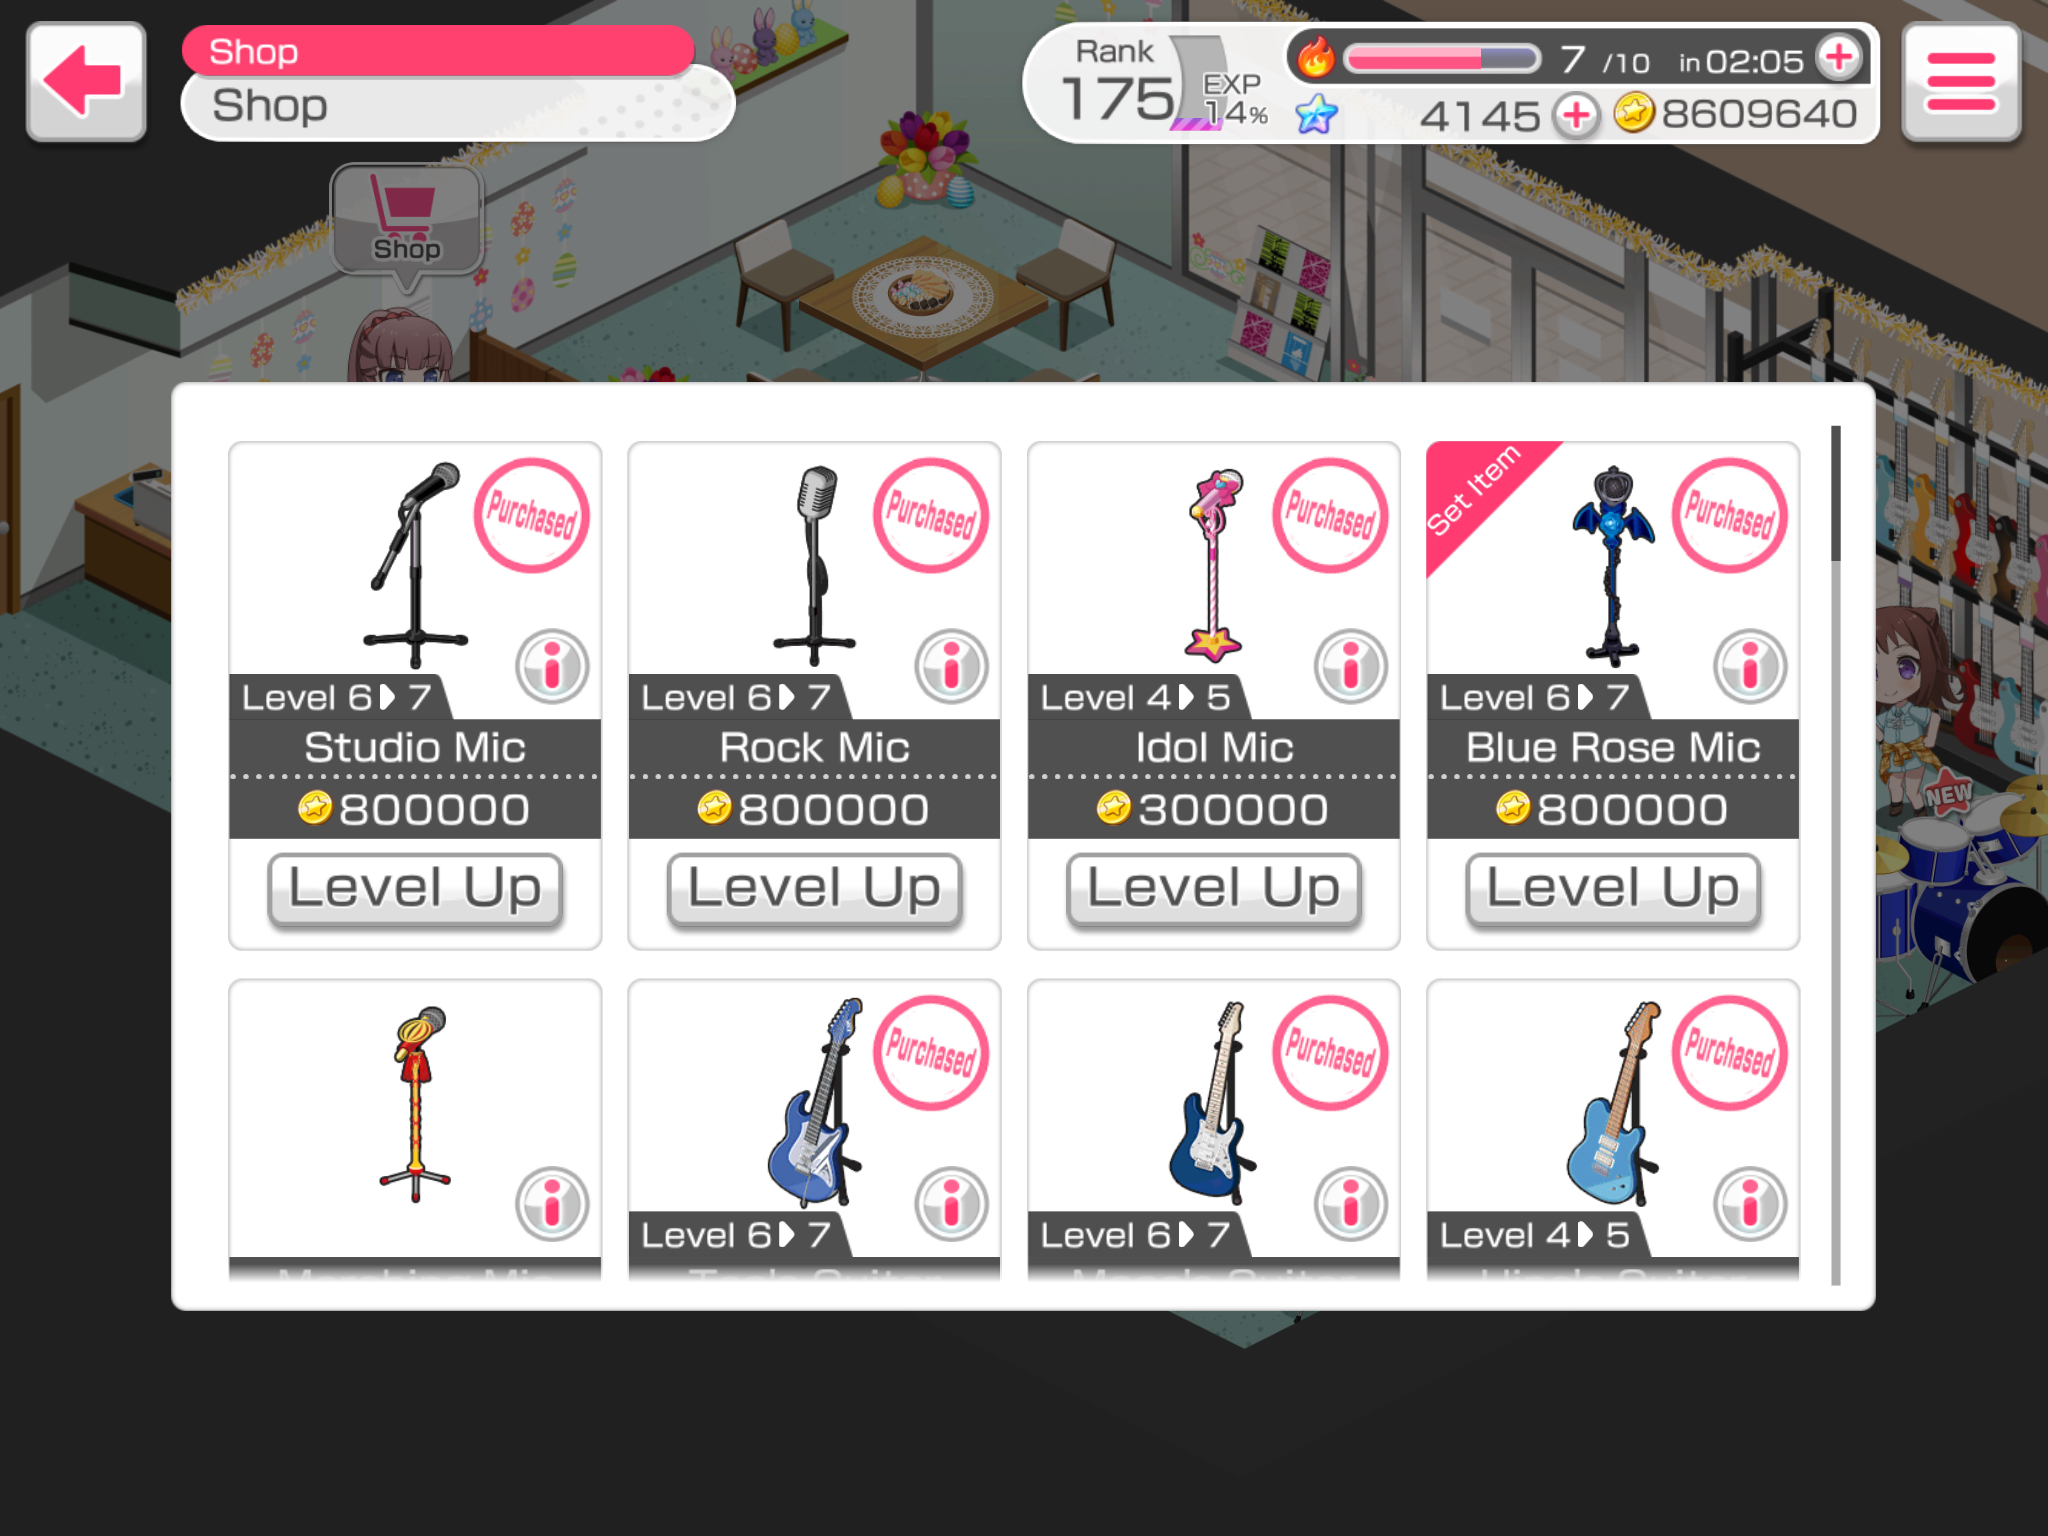 Shop
Shop
Rank
175
EXP
14%
7 /10 in 02:05
4145
8609640
Shop
Purchased
Level 6 7
Studio Mic
800000
Level Up
Purchased
Level 6 7
Rock Mic
800000
Level Up
Purchased
Level 4 5
Idol Mic
300000
Level Up
Set Item
Purchased
Level 6 7
Blue Rose Mic
800000
Level Up
NEW
Purchased
Level 6 7
Purchased
Level 6 7
Purchased
Level 4 5